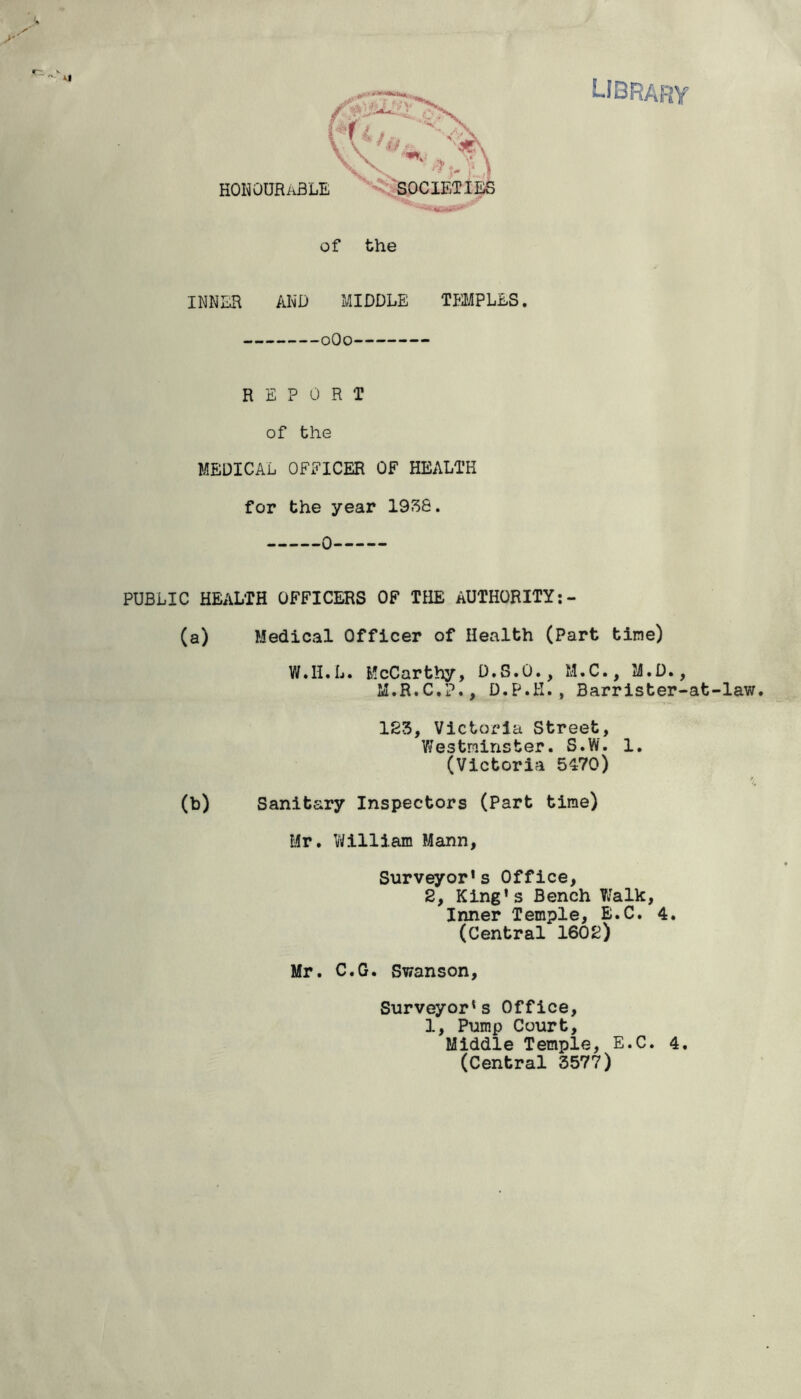 LIBRARY
HONOURABLE SOCIETIES
of the
INNER AND MIDDLE TEMPLES.
--------oOo--------
R E P O R T
of the
MEDICAL OFFICER OF HEALTH
for the year 1938.
------0------
PUBLIC HEALTH OFFICERS OF THE AUTHORITY:-
(a) Medical Officer of Health (Part time)
W.H.L. McCarthy, D.S.O., M.C., M.D.,
M.R.C.P., D.P.H., Barrister-at-law.
123, Victoria Street,
Westminster. S.W. 1.
(Victoria 5470)
(b) Sanitary Inspectors (Part time)
Mr. William Mann,
Surveyor's Office,
2, King's Bench Walk,
Inner Temple, E.C. 4.
(Central 1602)
Mr. C.G. Swanson,
Surveyor's Office,
1, Pump Court,
Middle Temple, E.C. 4.
(Central 3577)